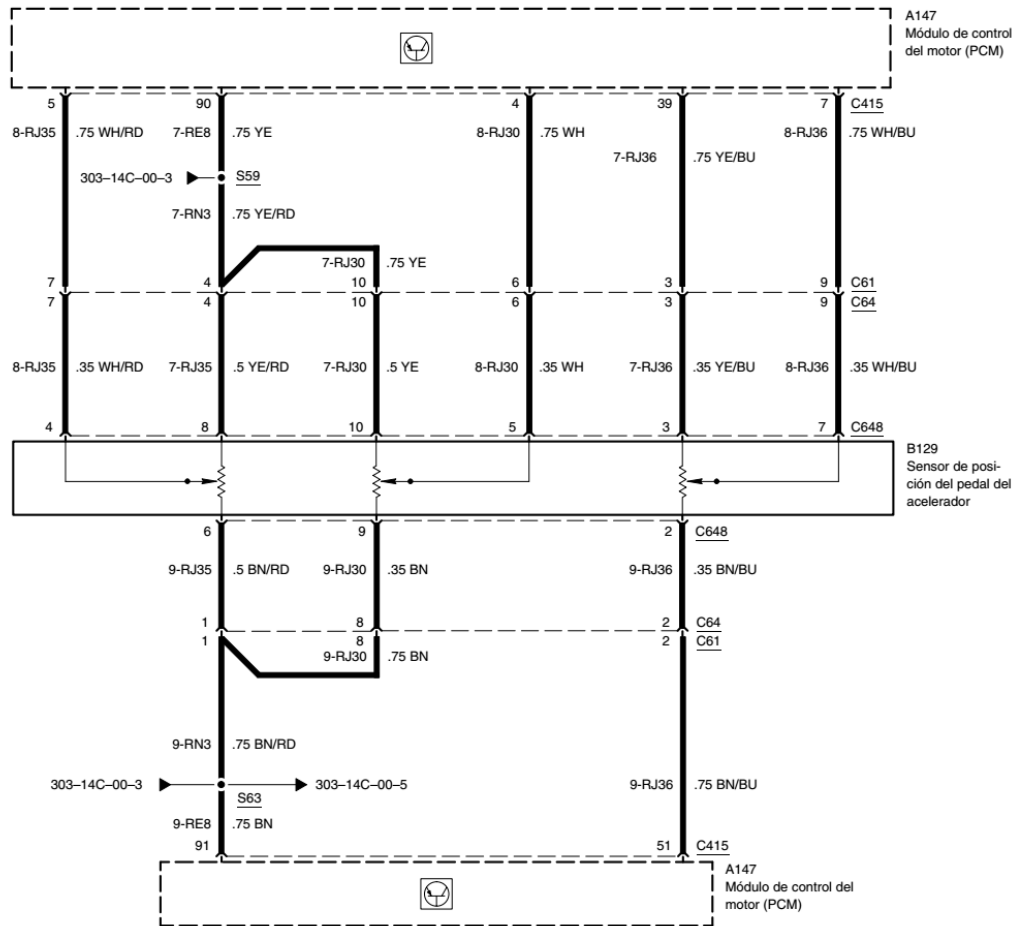 A147
Módulo de control
del motor (PCM)
5 90 4 39 7 C415
8-RJ35 .75 WH/RD 7-RE8 .75 YE 8-RJ30 .75 WH 8-RJ36 .75 WH/BU
7-RJ36 .75 YE/BU
303–14C–00–3 S59
7-RN3 .75 YE/RD
7-RJ30 .75 YE
7 4 10 6 3 9 C61
7 4 10 6 3 9 C64
8-RJ35 .35 WH/RD 7-RJ35 .5 YE/RD 7-RJ30 .5 YE 8-RJ30 .35 WH 7-RJ36 .35 YE/BU 8-RJ36 .35 WH/BU
4 8 10 5 3 7 C648
B129
Sensor de posi-
ción del pedal del
acelerador
6 9 2 C648
9-RJ35 .5 BN/RD 9-RJ30 .35 BN 9-RJ36 .35 BN/BU
1 8 2 C64
1 8 2 C61
9-RJ30 .75 BN
9-RN3 .75 BN/RD
303–14C–00–3 303–14C–00–5 9-RJ36 .75 BN/BU
S63
9-RE8 .75 BN
91 51 C415
A147
Módulo de control del
motor (PCM)